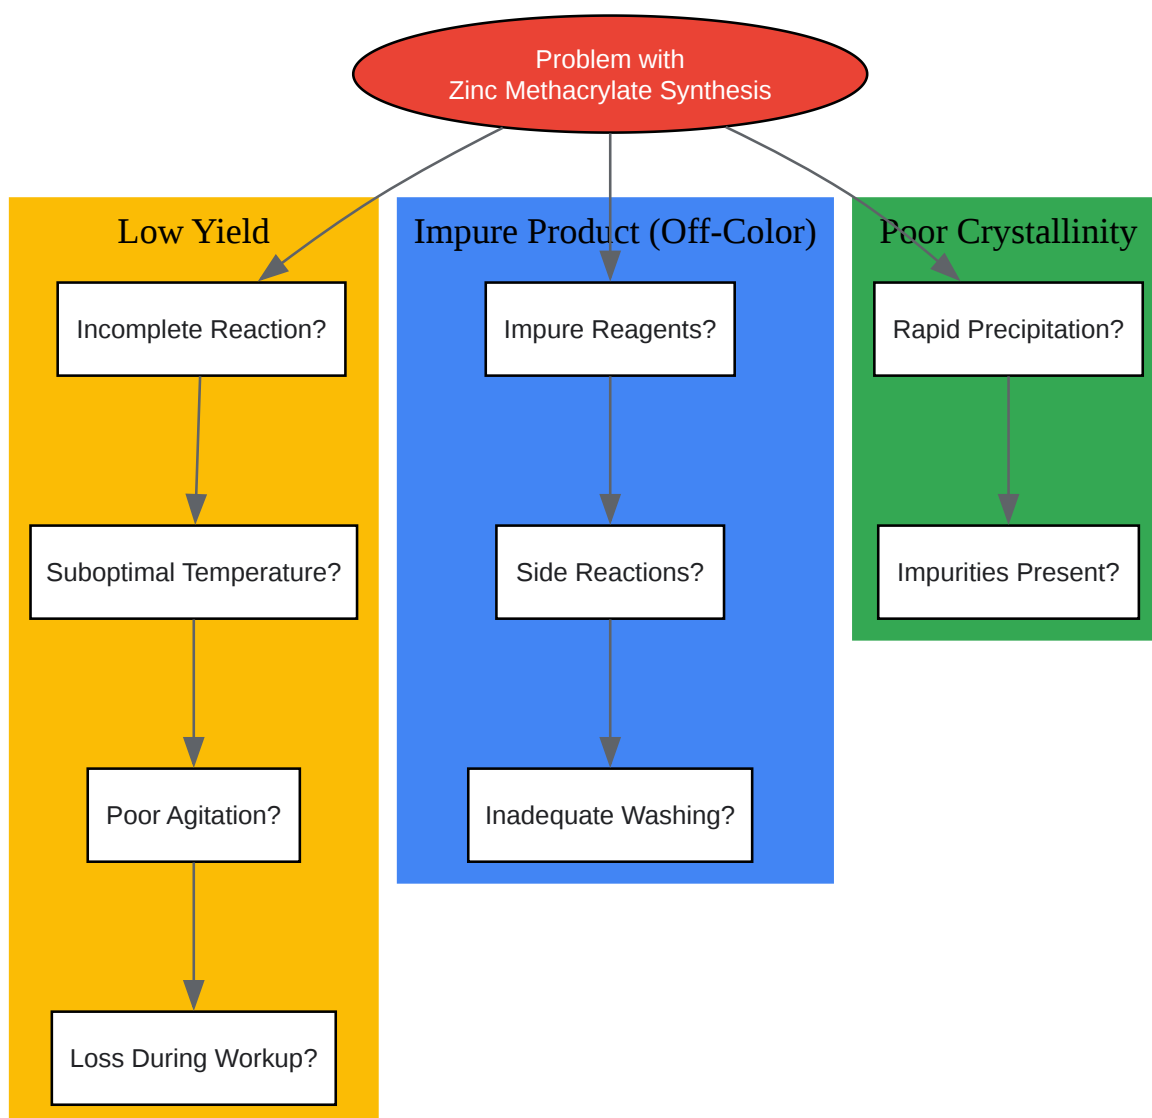 Problem with
Zinc Methacrylate Synthesis
Low Yield
Incomplete Reaction?
Suboptimal Temperature?
Poor Agitation?
Loss During Workup?
Impure Product (Off-Color)
Impure Reagents?
Side Reactions?
Inadequate Washing?
Poor Crystallinity
Rapid Precipitation?
Impurities Present?